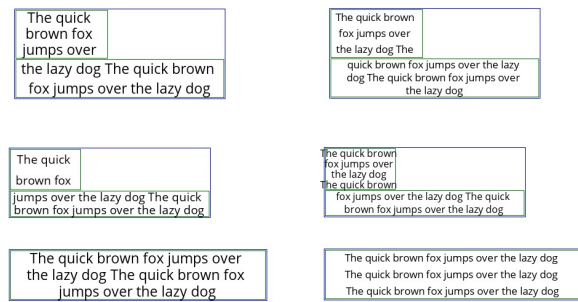 The quick
brown fox
jumps over
the lazy dog The quick brown
fox jumps over the lazy dog
The quick brown
fox jumps over
the lazy dog The
quick brown fox jumps over the lazy
dog The quick brown fox jumps over
the lazy dog
The quick
brown fox
jumps over the lazy dog The quick
brown fox jumps over the lazy dog
The quick brown
fox jumps over
the lazy dog
The quick brown
fox jumps over the lazy dog The quick
brown fox jumps over the lazy dog
The quick brown fox jumps over
the lazy dog The quick brown fox
jumps over the lazy dog
The quick brown fox jumps over the lazy dog
The quick brown fox jumps over the lazy dog
The quick brown fox jumps over the lazy dog